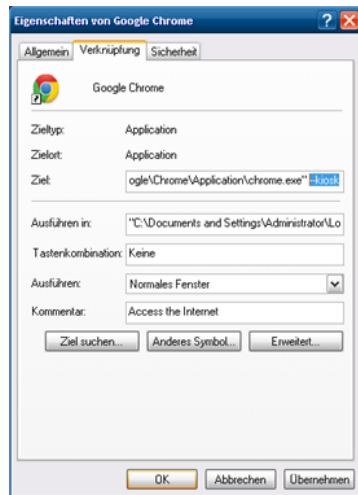 Eigenschaften von Google Chrome
Allgemein Verknüpfung Sicherheit
Google Chrome
Zieltyp: Application
Zielort: Application
Ziel: ogle\Chrome\Application\chrome.exe" --kiosk
Ausführen in: "C:\Documents and Settings\Administrator\Lo
Tastenkombination: Keine
Ausführen: Normales Fenster
Kommentar: Access the Internet
Ziel suchen... Anderes Symbol... Erweitert...
OK Abbrechen Übernehmen